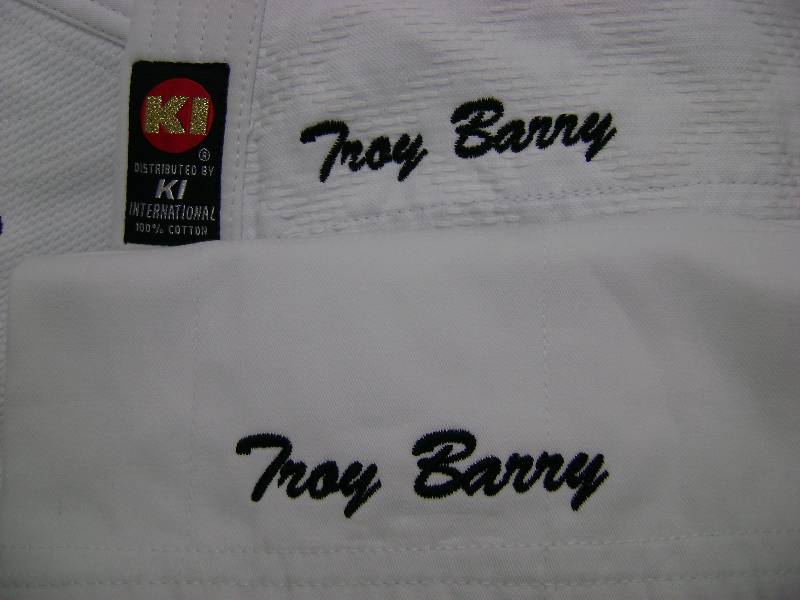 KI
®
DISTRIBUTED BY
KI
INTERNATIONAL
100% COTTON
Troy Barry
Troy Barry